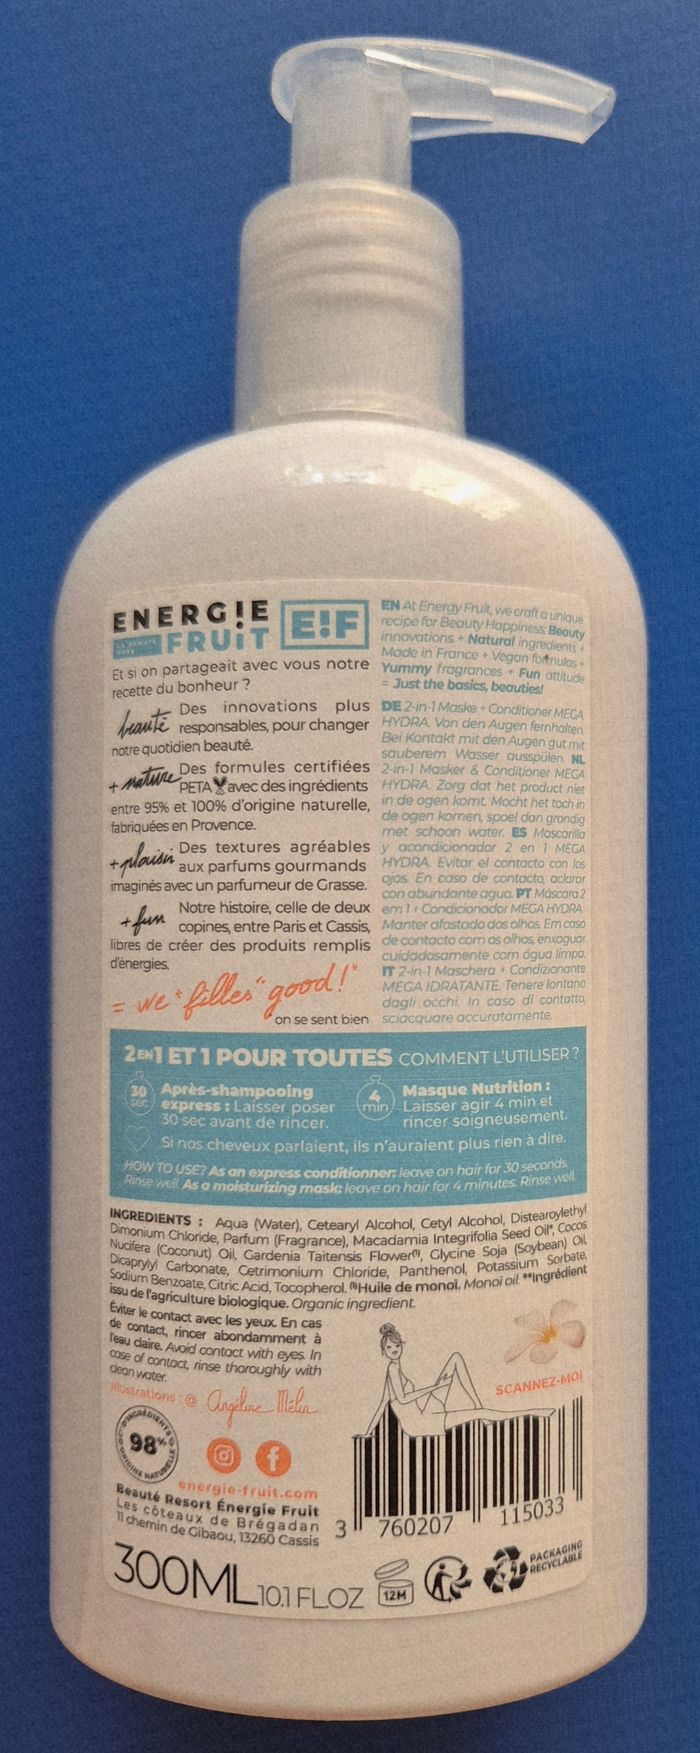 ENERG!E
LA BEAUTÉ
FRUiT
E!F
Et si on partageait avec vous notre
recette du bonheur ?
beauté Des innovations plus
responsables, pour changer
notre quotidien beauté.
+ nature Des formules certifiées
PETA avec des ingrédients
entre 95% et 100% d'origine naturelle,
fabriquées en Provence.
+ plaisir Des textures agréables
aux parfums gourmands
imaginés avec un parfumeur de Grasse.
+ fun Notre histoire, celle de deux
copines, entre Paris et Cassis,
libres de créer des produits remplis
d'énergies.
= we "filles" good!*
*on se sent bien
EN At Energy Fruit, we craft a unique
recipe for Beauty Happiness: Beauty
innovations + Natural ingredients +
Made in France + Vegan formulas +
Yummy fragrances + Fun attitude
= Just the basics, beauties!
DE 2-in-1 Maske + Conditioner MEGA
HYDRA. Von den Augen fernhalten.
Bei Kontakt mit den Augen gut mit
sauberem Wasser ausspülen. NL
2-in-1 Masker & Conditioner MEGA
HYDRA. Zorg dat het product niet
in de ogen komt. Mocht het toch in
de ogen komen, spoel dan grondig
met schoon water. ES Mascarilla
y acondicionador 2 en 1 MEGA
HYDRA. Evitar el contacto con los
ojos. En caso de contacto, aclarar
con abundante agua. PT Máscara 2
em 1 + Condicionador MEGA HYDRA.
Manter afastado dos olhos. Em caso
de contacto com os olhos, enxaguar
cuidadosamente com água limpa.
IT 2-in-1 Maschera + Condizionante
MEGA IDRATANTE. Tenere lontano
dagli occhi. In caso di contatto,
sciacquare accuratamente.
2EN1 ET 1 POUR TOUTES COMMENT L'UTILISER ?
30 sec
Après-shampooing
express : Laisser poser
30 sec avant de rincer.
4 min
Masque Nutrition :
Laisser agir 4 min et
rincer soigneusement.
Si nos cheveux parlaient, ils n'auraient plus rien à dire.
HOW TO USE? As an express conditionner: leave on hair for 30 seconds.
Rinse well. As a moisturizing mask: leave on hair for 4 minutes. Rinse well.
INGREDIENTS : Aqua (Water), Cetearyl Alcohol, Cetyl Alcohol, Distearoylethyl
Dimonium Chloride, Parfum (Fragrance), Macadamia Integrifolia Seed Oil*, Cocos
Nucifera (Coconut) Oil, Gardenia Taitensis Flower(1), Glycine Soja (Soybean) Oil,
Dicaprylyl Carbonate, Cetrimonium Chloride, Panthenol, Potassium Sorbate,
Sodium Benzoate, Citric Acid, Tocopherol. (1)Huile de monoï. Monoi oil. **Ingrédient
issu de l'agriculture biologique. Organic ingredient.
Éviter le contact avec les yeux. En cas
de contact, rincer abondamment à
l'eau claire. Avoid contact with eyes. In
case of contact, rinse thoroughly with
clean water.
Illustrations : @ Angéline Mélin
SCANNEZ-MOI
D'INGRÉDIENTS
98%
ORIGINE NATURELLE
energie-fruit.com
Beauté Resort Énergie Fruit
Les côteaux de Brégadan
11 chemin de Gibaou, 13260 Cassis
3 760207 115033
300ML 10.1 FLOZ
12M
PACKAGING
RECYCLABLE